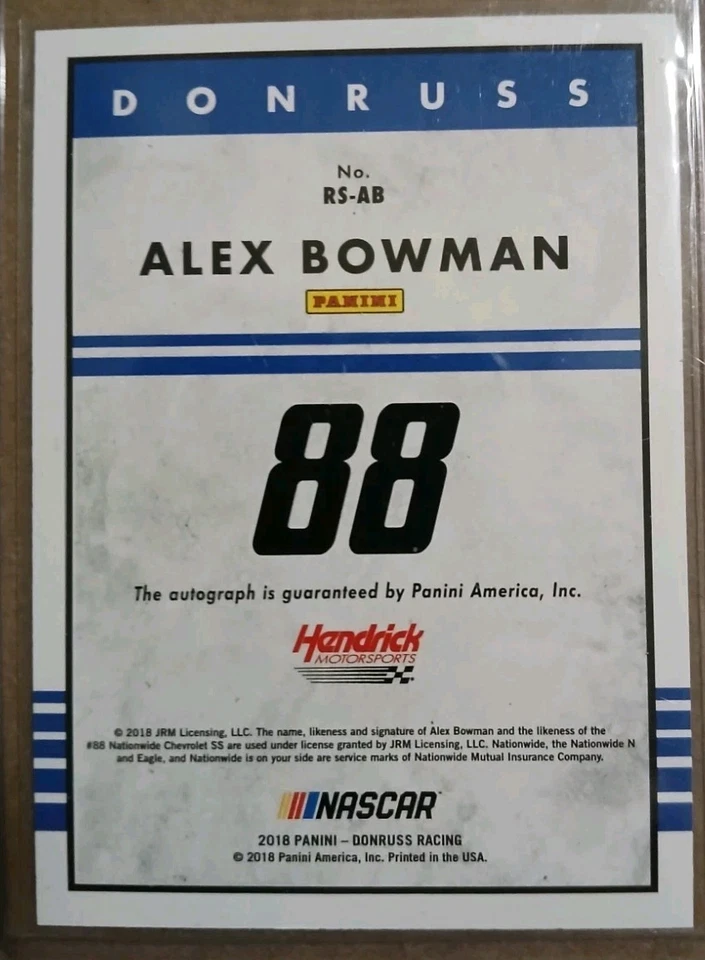 DONRUSS
No.
RS-AB
ALEX BOWMAN
PANINI
88
The autograph is guaranteed by Panini America, Inc.
Hendrick
MOTORSPORTS
© 2018 JRM Licensing, LLC. The name, likeness and signature of Alex Bowman and the likeness of the
#88 Nationwide Chevrolet SS are used under license granted by JRM Licensing, LLC. Nationwide, the Nationwide N
and Eagle, and Nationwide is on your side are service marks of Nationwide Mutual Insurance Company.
NASCAR
2018 PANINI – DONRUSS RACING
© 2018 Panini America, Inc. Printed in the USA.